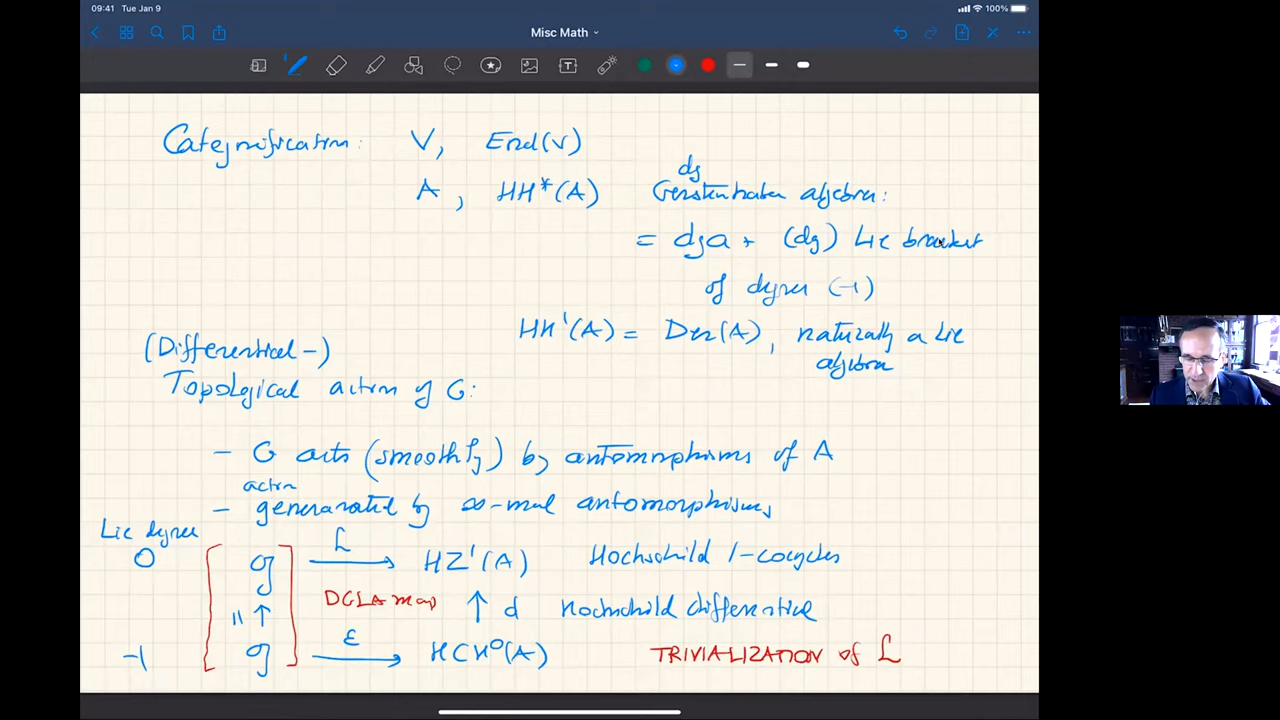 09:41 Tue Jan 9
100%
Misc Math
Categorification: V, End(V)
A, HH*(A)
dg
Gerstenhaber algebra:
= dga + (dg) Lie bracket
of degree (-1)
HH¹(A) = Der(A), naturally a Lie
algebra
(Differential-)
Topological action of G:
- G acts (smoothly) by automorphisms of A
action
- generated by ∞-mal automorphisms
Lie degree
0 [ g —L→ HZ¹(A) Hochschild 1-cocycles
= ↑ DGLA map ↑ d Hochschild differential
-1 g ] —ε→ HCH⁰(A) TRIVIALIZATION of L